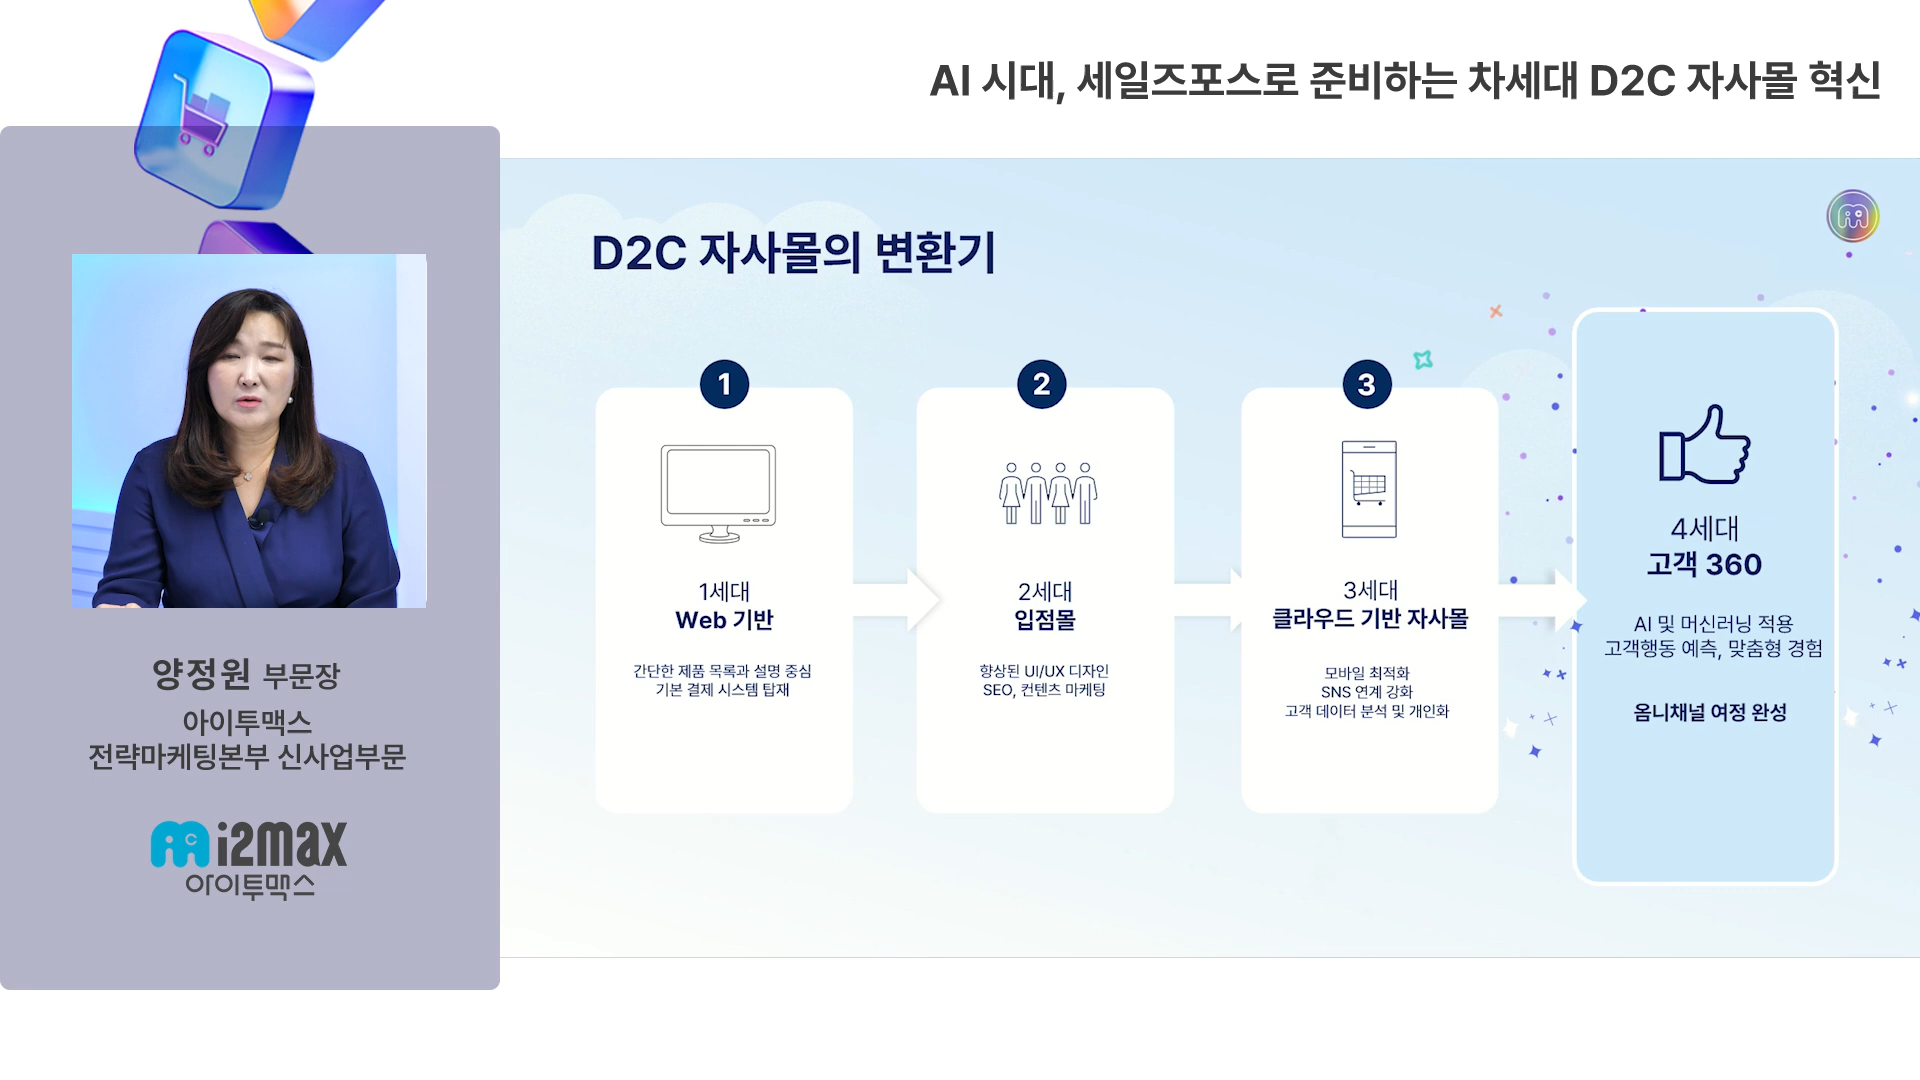 AI 시대, 세일즈포스로 준비하는 차세대 D2C 자사몰 혁신
양정원 부문장
아이투맥스
전략마케팅본부 신사업부문
i2max
아이투맥스
D2C 자사몰의 변환기
1
1세대
Web 기반
간단한 제품 목록과 설명 중심
기본 결제 시스템 탑재
2
2세대
입점몰
향상된 UI/UX 디자인
SEO, 컨텐츠 마케팅
3
3세대
클라우드 기반 자사몰
모바일 최적화
SNS 연계 강화
고객 데이터 분석 및 개인화
4세대
고객 360
AI 및 머신러닝 적용
고객행동 예측, 맞춤형 경험
옴니채널 여정 완성